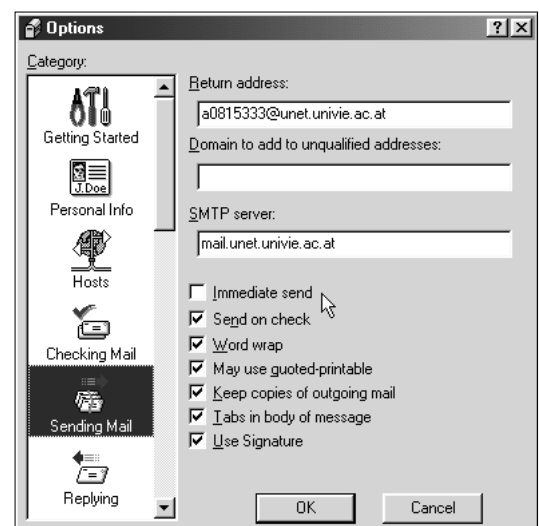 Options
Category:
Getting Started
J.Doe
Personal Info
Hosts
Checking Mail
Sending Mail
Replying
Return address:
a0815333@unet.univie.ac.at
Domain to add to unqualified addresses:
SMTP server:
mail.unet.univie.ac.at
Immediate send
Send on check
Word wrap
May use quoted-printable
Keep copies of outgoing mail
Tabs in body of message
Use Signature
OK
Cancel